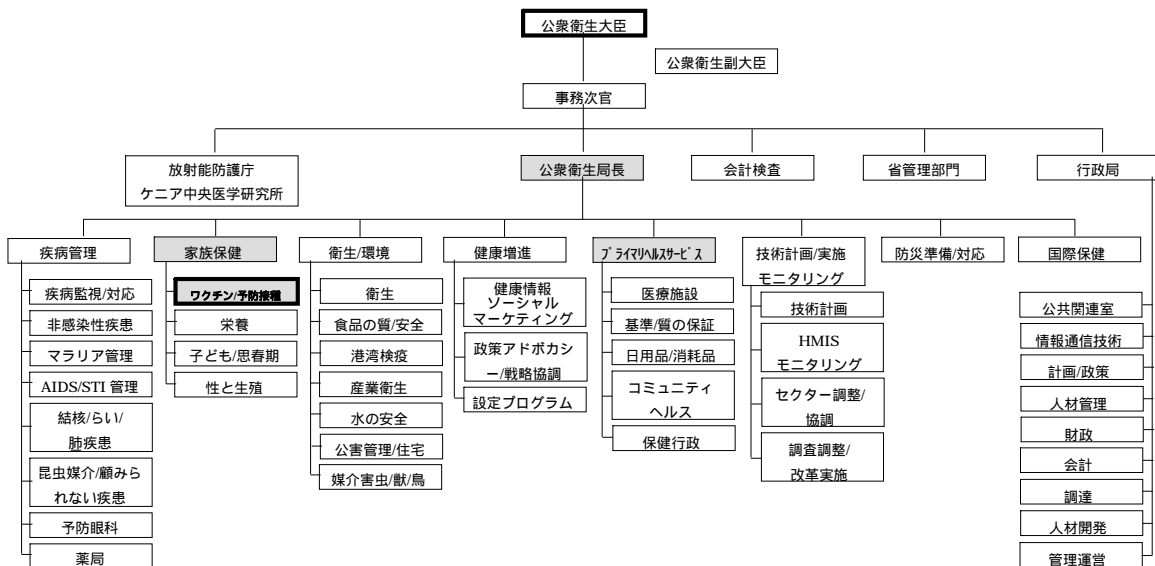 公衆衛生大臣
公衆衛生副大臣
事務次官
放射能防護庁
ケニア中央医学研究所
公衆衛生局長
会計検査
省管理部門
行政局
疾病管理
家族保健
衛生/環境
健康増進
ﾌﾟﾗｲﾏﾘﾍﾙｽｻｰﾋﾞｽ
技術計画/実施
モニタリング
防災準備/対応
国際保健
疾病監視/対応
非感染性疾患
マラリア管理
AIDS/STI 管理
結核/らい/
肺疾患
昆虫媒介/顧みら
れない疾患
予防眼科
薬局
ワクチン/予防接種
栄養
子ども/思春期
性と生殖
衛生
食品の質/安全
港湾検疫
産業衛生
水の安全
公害管理/住宅
媒介害虫/獣/鳥
健康情報
ソーシャル
マーケティング
政策アドボカシ
ー/戦略協調
設定プログラム
医療施設
基準/質の保証
日用品/消耗品
コミュニティ
ヘルス
保健行政
技術計画
HMIS
モニタリング
セクター調整/
協調
調査調整/
改革実施
公共関連室
情報通信技術
計画/政策
人材管理
財政
会計
調達
人材開発
管理運営